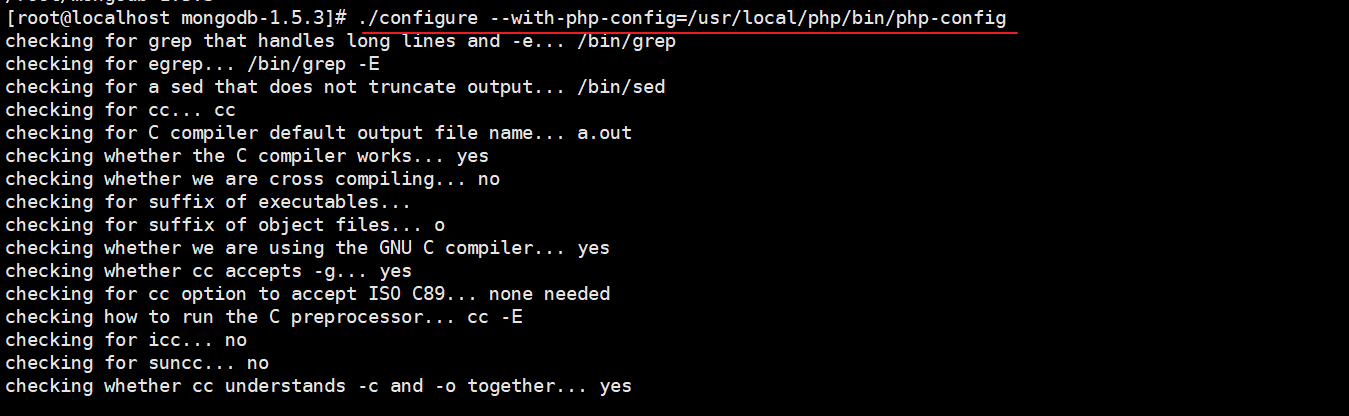 [root@localhost mongodb-1.5.3]# ./configure --with-php-config=/usr/local/php/bin/php-config
checking for grep that handles long lines and -e... /bin/grep
checking for egrep... /bin/grep -E
checking for a sed that does not truncate output... /bin/sed
checking for cc... cc
checking for C compiler default output file name... a.out
checking whether the C compiler works... yes
checking whether we are cross compiling... no
checking for suffix of executables...
checking for suffix of object files... o
checking whether we are using the GNU C compiler... yes
checking whether cc accepts -g... yes
checking for cc option to accept ISO C89... none needed
checking how to run the C preprocessor... cc -E
checking for icc... no
checking for suncc... no
checking whether cc understands -c and -o together... yes